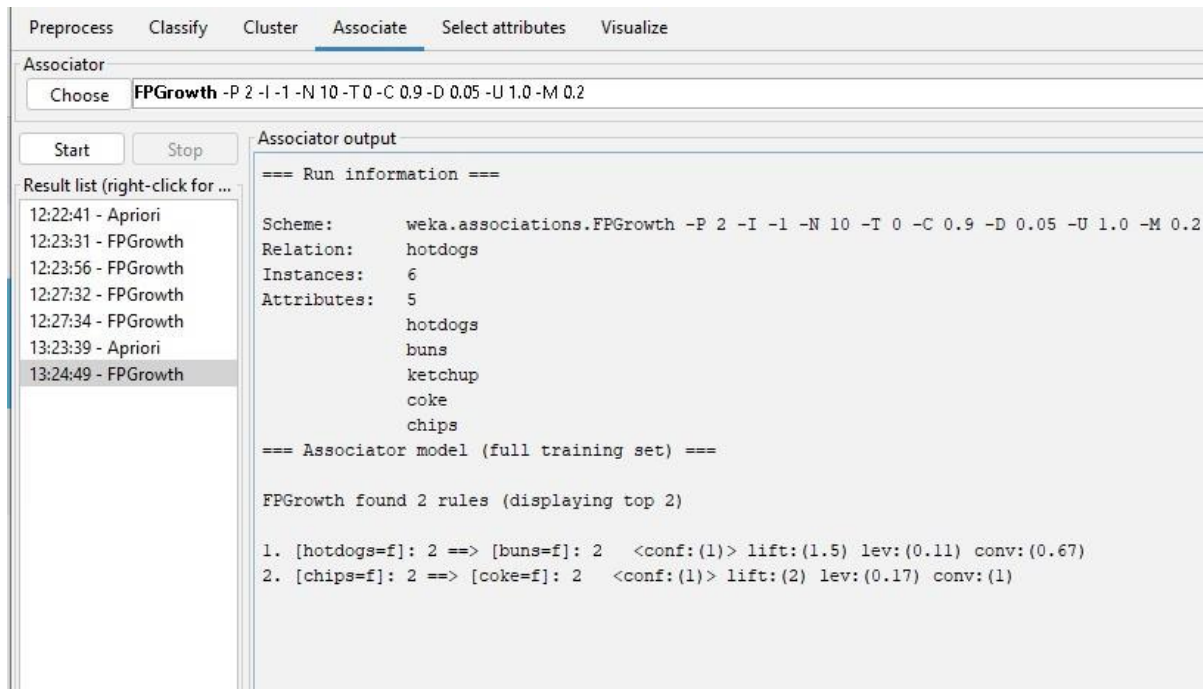 Preprocess Classify Cluster Associate Select attributes Visualize
Associator
Choose FPGrowth -P 2 -I -1 -N 10 -T 0 -C 0.9 -D 0.05 -U 1.0 -M 0.2
Start Stop
Result list (right-click for ...
12:22:41 - Apriori
12:23:31 - FPGrowth
12:23:56 - FPGrowth
12:27:32 - FPGrowth
12:27:34 - FPGrowth
13:23:39 - Apriori
13:24:49 - FPGrowth
Associator output
=== Run information ===
Scheme: weka.associations.FPGrowth -P 2 -I -1 -N 10 -T 0 -C 0.9 -D 0.05 -U 1.0 -M 0.2
Relation: hotdogs
Instances: 6
Attributes: 5
hotdogs
buns
ketchup
coke
chips
=== Associator model (full training set) ===
FPGrowth found 2 rules (displaying top 2)
1. [hotdogs=f]: 2 ==> [buns=f]: 2 <conf:(1)> lift:(1.5) lev:(0.11) conv:(0.67)
2. [chips=f]: 2 ==> [coke=f]: 2 <conf:(1)> lift:(2) lev:(0.17) conv:(1)